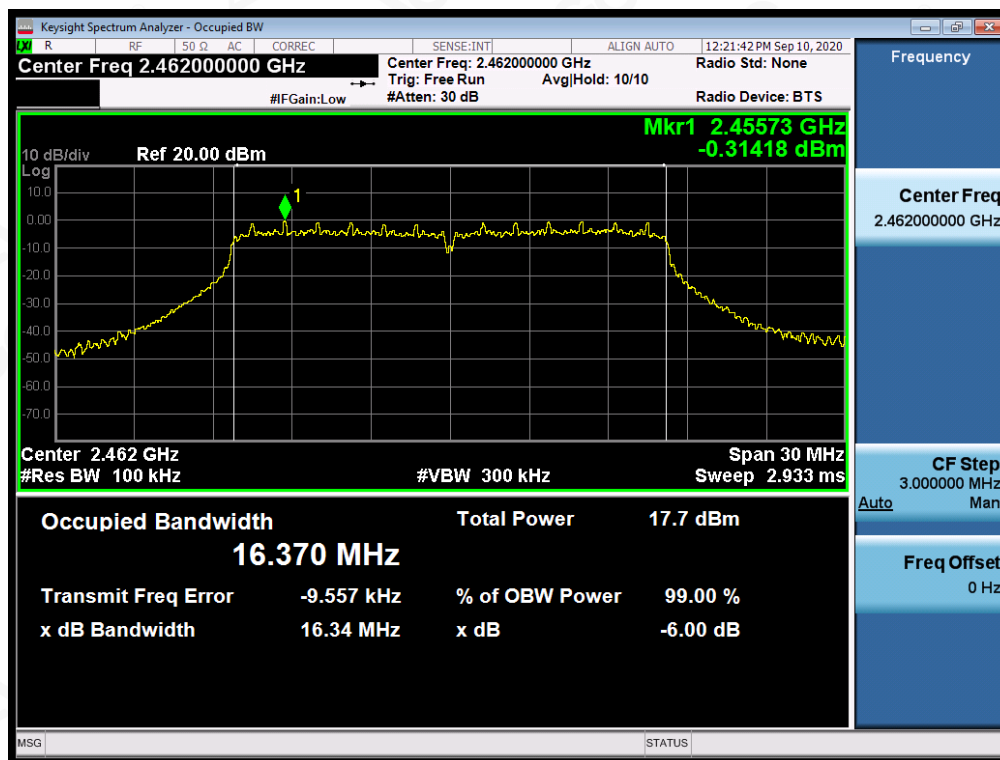 Keysight Spectrum Analyzer - Occupied BW
LXI R RF 50 Ω AC CORREC SENSE:INT ALIGN AUTO 12:21:42 PM Sep 10, 2020
Center Freq 2.462000000 GHz
Center Freq: 2.462000000 GHz Radio Std: None
Trig: Free Run Avg|Hold: 10/10
#IFGain:Low #Atten: 30 dB Radio Device: BTS
Mkr1 2.45573 GHz
-0.31418 dBm
10 dB/div Ref 20.00 dBm
Log
10.0
0.00
-10.0
-20.0
-30.0
-40.0
-50.0
-60.0
-70.0
1
Center 2.462 GHz Span 30 MHz
#Res BW 100 kHz #VBW 300 kHz Sweep 2.933 ms
Occupied Bandwidth Total Power 17.7 dBm
16.370 MHz
Transmit Freq Error -9.557 kHz % of OBW Power 99.00 %
x dB Bandwidth 16.34 MHz x dB -6.00 dB
MSG STATUS
Frequency
Center Freq
2.462000000 GHz
CF Step
3.000000 MHz
Auto Man
Freq Offset
0 Hz